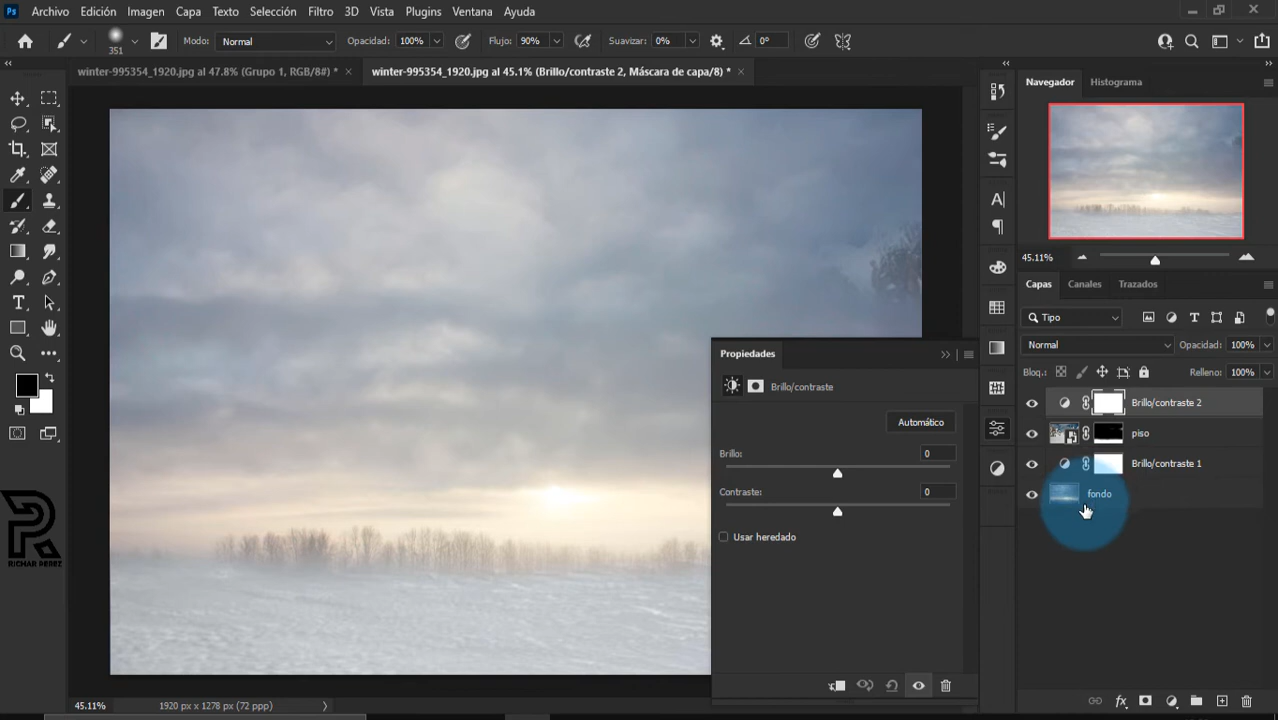 Ps Archivo Edición Imagen Capa Texto Selección Filtro 3D Vista Plugins Ventana Ayuda
351 Modo: Normal Opacidad: 100% Flujo: 90% Suavizar: 0% 0°
winter-995354_1920.jpg al 47.8% (Grupo 1, RGB/8#) * × winter-995354_1920.jpg al 45.1% (Brillo/contraste 2, Máscara de capa/8) * ×
Navegador Histograma
45.11%
Capas Canales Trazados
Tipo
Normal Opacidad: 100%
Bloq.: Relleno: 100%
Brillo/contraste 2
piso
Brillo/contraste 1
fondo
Propiedades
Brillo/contraste
Automático
Brillo: 0
Contraste: 0
Usar heredado
RICHAR PEREZ
45.11% 1920 px x 1278 px (72 ppp)